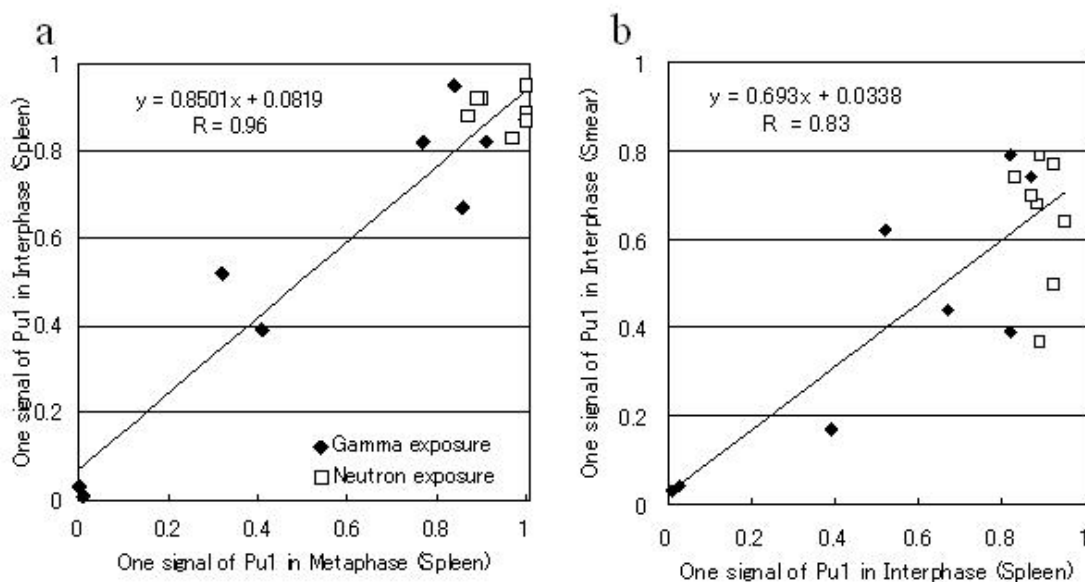 a
1
0.8
0.6
0.4
0.2
0
0
0.2
0.4
0.6
0.8
1
y = 0.8501x + 0.0819
R = 0.96
Gamma exposure
Neutron exposure
One signal of Pu1 in Interphase (Spleen)
One signal of Pu1 in Metaphase (Spleen)
b
1
0.8
0.6
0.4
0.2
0
0
0.2
0.4
0.6
0.8
1
y = 0.693x + 0.0338
R = 0.83
One signal of Pu1 in Interphase (Smear)
One signal of Pu1 in Interphase (Spleen)